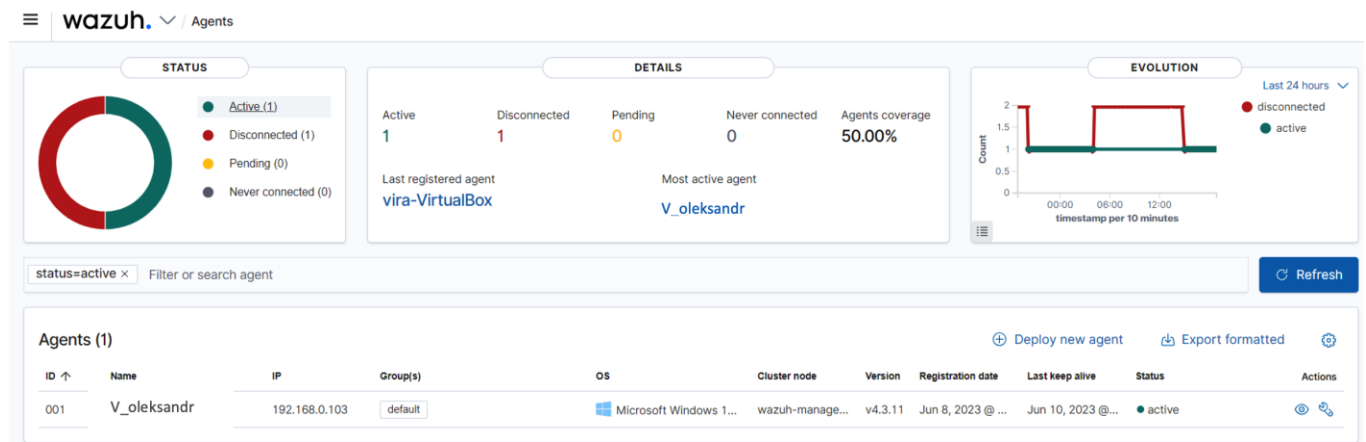 wazuh. / Agents
STATUS
Active (1)
Disconnected (1)
Pending (0)
Never connected (0)
DETAILS
Active Disconnected Pending Never connected Agents coverage
1 1 0 0 50.00%
Last registered agent Most active agent
vira-VirtualBox V_oleksandr
EVOLUTION
Last 24 hours
disconnected
active
Count
2
1.5
1
0.5
0
00:00 06:00 12:00
timestamp per 10 minutes
status=active × Filter or search agent
Refresh
Agents (1)
Deploy new agent Export formatted
ID ↑ Name IP Group(s) OS Cluster node Version Registration date Last keep alive Status Actions
001 V_oleksandr 192.168.0.103 default Microsoft Windows 1... wazuh-manage... v4.3.11 Jun 8, 2023 @ ... Jun 10, 2023 @... active